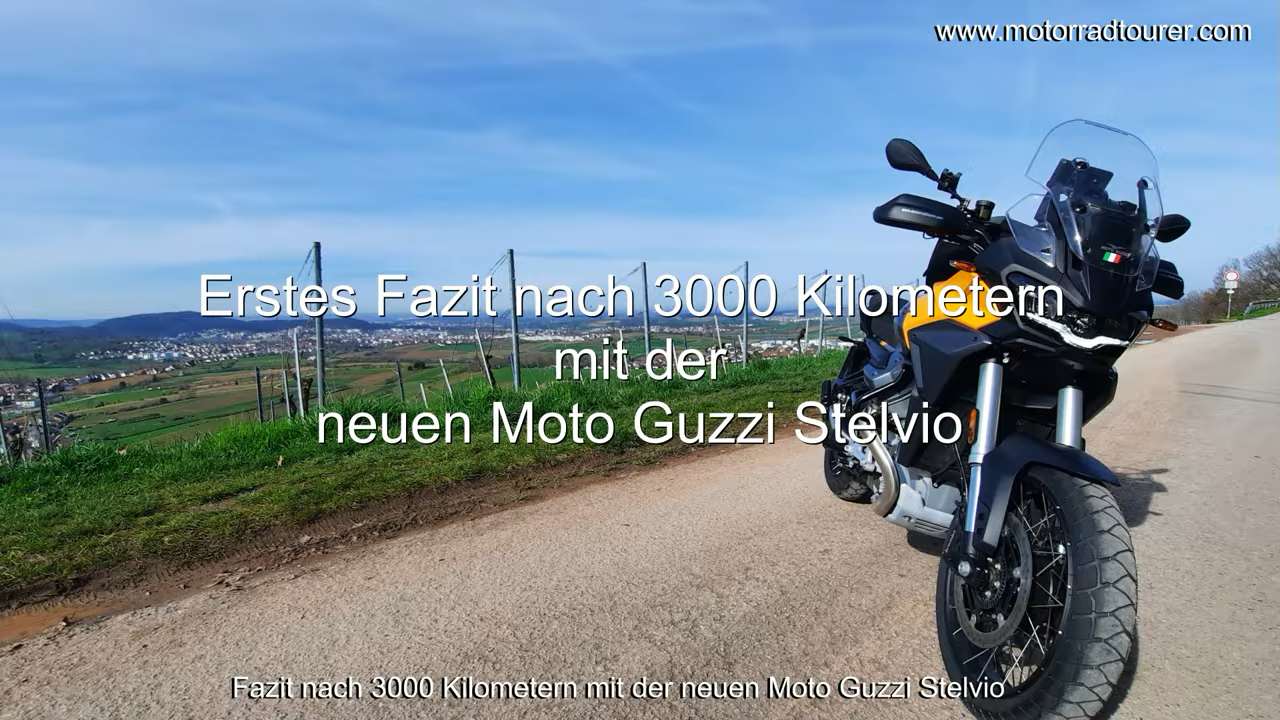 www.motorradtourer.com
Erstes Fazit nach 3000 Kilometern
mit der
neuen Moto Guzzi Stelvio
Fazit nach 3000 Kilometern mit der neuen Moto Guzzi Stelvio